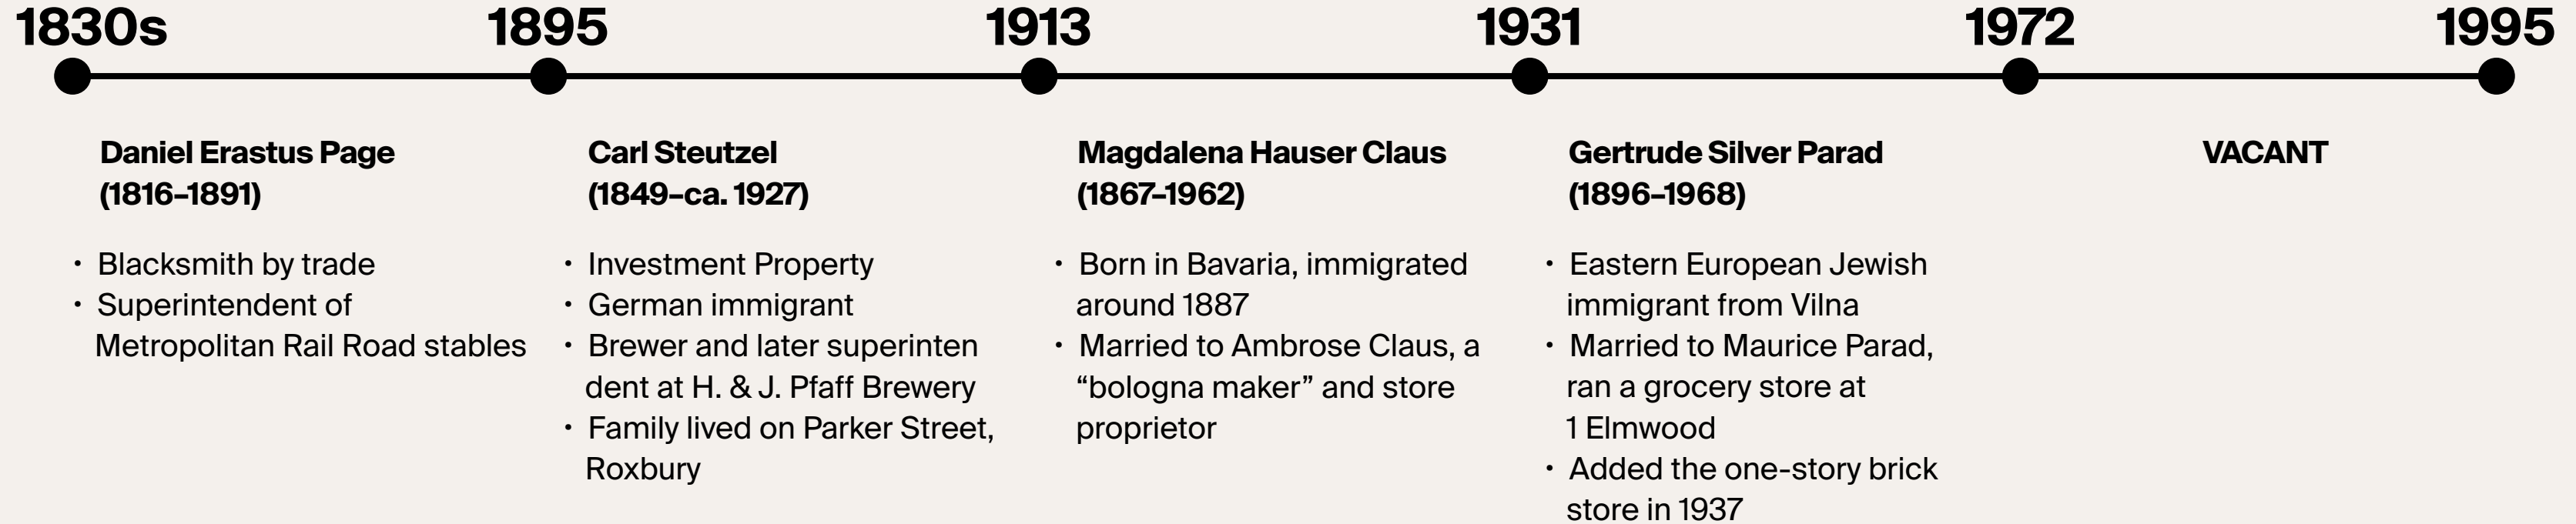 1830s
1895
1913
1931
1972
1995
Daniel Erastus Page
(1816–1891)
• Blacksmith by trade
• Superintendent of
Metropolitan Rail Road stables
Carl Steutzel
(1849–ca. 1927)
• Investment Property
• German immigrant
• Brewer and later superinten
dent at H. & J. Pfaff Brewery
• Family lived on Parker Street,
Roxbury
Magdalena Hauser Claus
(1867–1962)
• Born in Bavaria, immigrated
around 1887
• Married to Ambrose Claus, a
“bologna maker” and store
proprietor
Gertrude Silver Parad
(1896–1968)
• Eastern European Jewish
immigrant from Vilna
• Married to Maurice Parad,
ran a grocery store at
1 Elmwood
• Added the one-story brick
store in 1937
VACANT